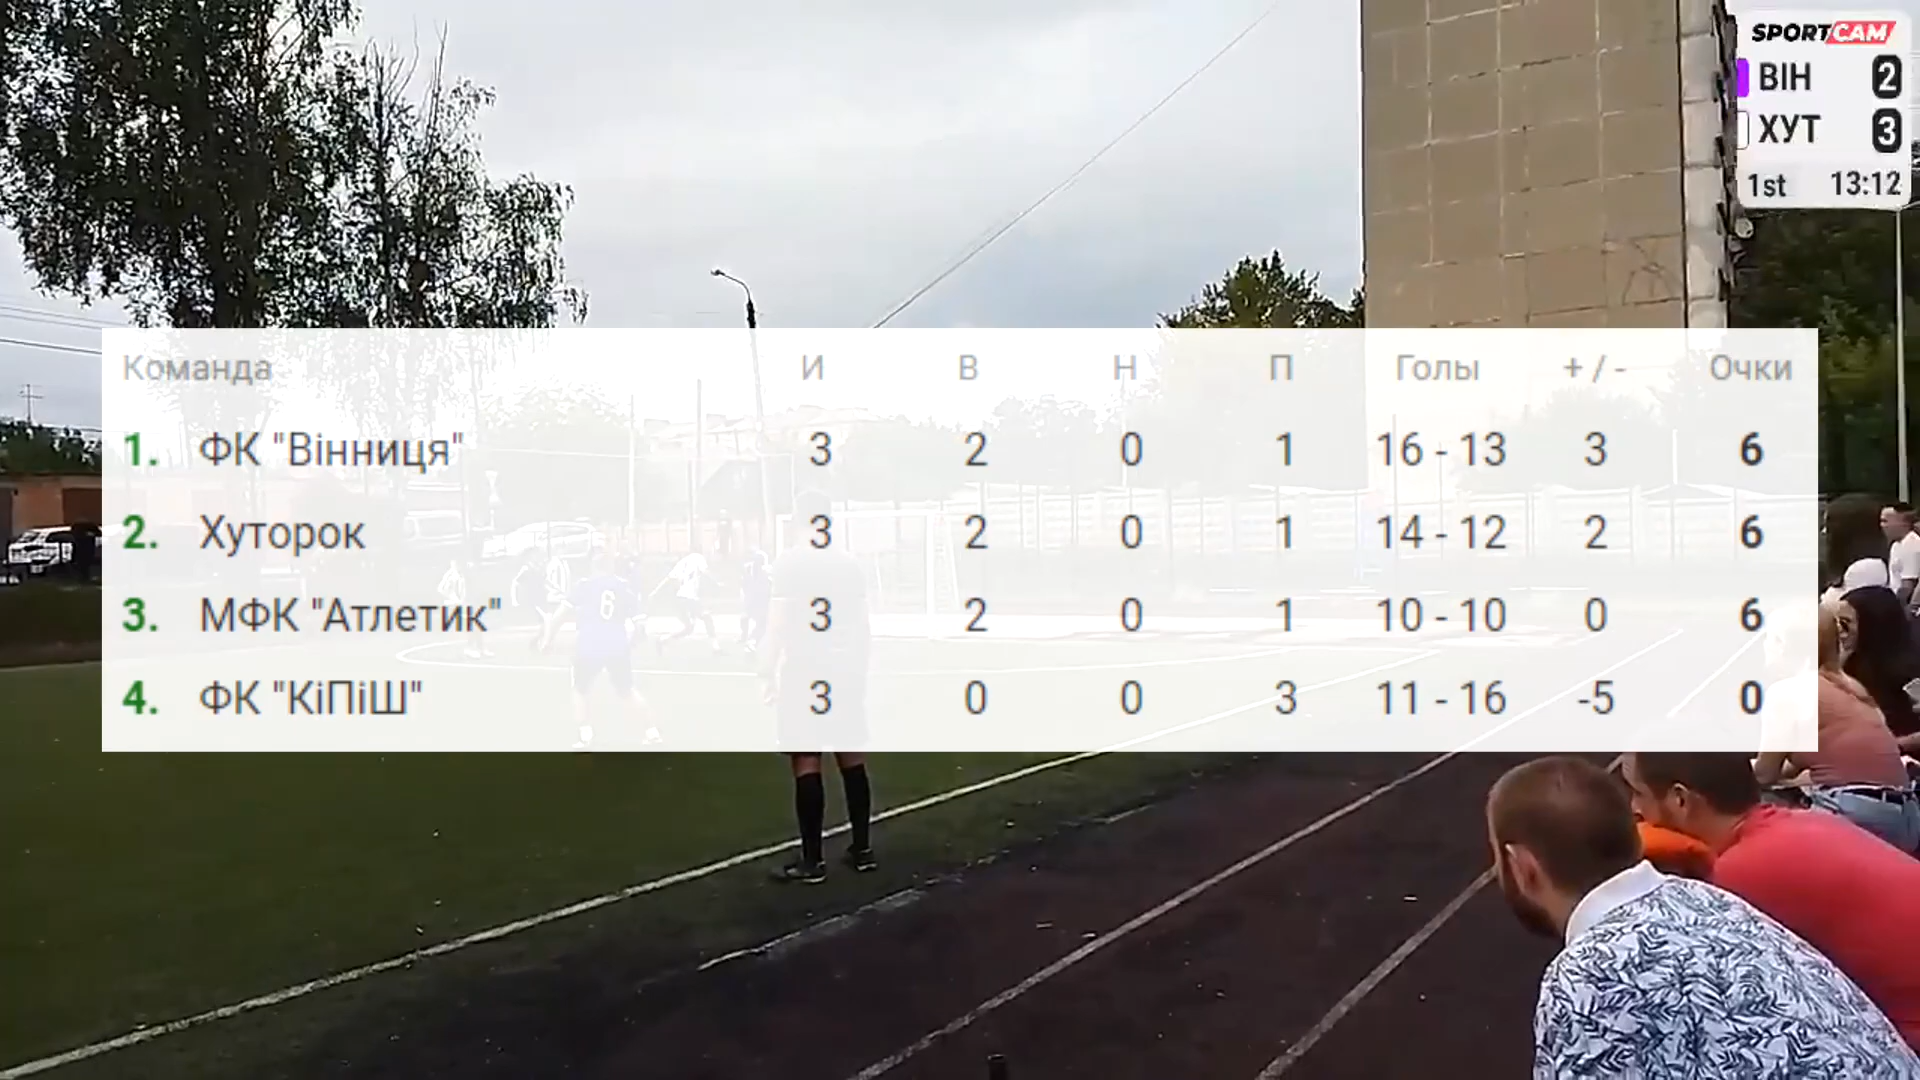 SPORTCAM
ВІН 2
ХУТ 3
1st 13:12
Команда И В Н П Голы + / - Очки
1. ФК "Вінниця" 3 2 0 1 16 - 13 3 6
2. Хуторок 3 2 0 1 14 - 12 2 6
3. МФК "Атлетик" 3 2 0 1 10 - 10 0 6
4. ФК "КіПіШ" 3 0 0 3 11 - 16 -5 0
6